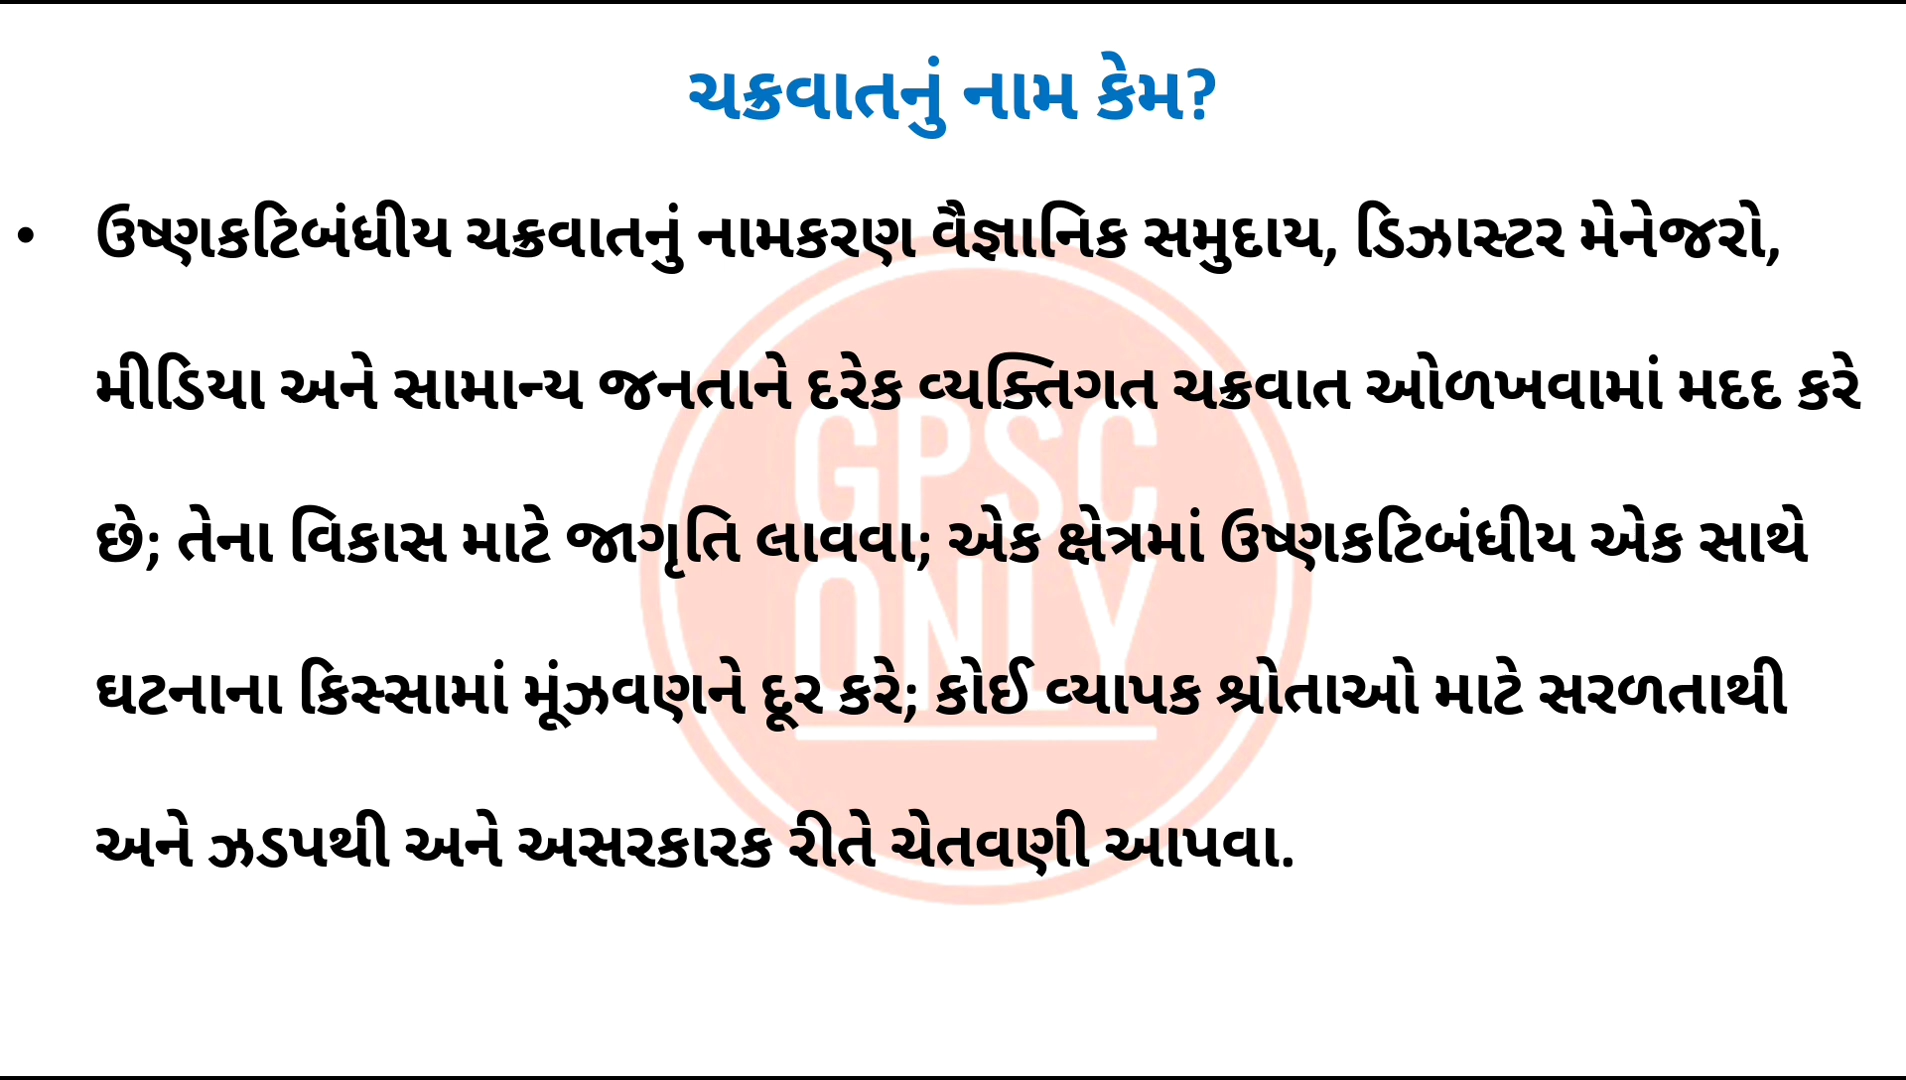 ચક્રવાતનું નામ કેમ?
• ઉષ્ણકટિબંધીય ચક્રવાતનું નામકરણ વૈજ્ઞાનિક સમુદાય, ડિઝાસ્ટર મેનેજરો,
મીડિયા અને સામાન્ય જનતાને દરેક વ્યક્તિગત ચક્રવાત ઓળખવામાં મદદ કરે
છે; તેના વિકાસ માટે જાગૃતિ લાવવા; એક ક્ષેત્રમાં ઉષ્ણકટિબંધીય એક સાથે
ઘટનાના કિસ્સામાં મૂંઝવણને દૂર કરે; કોઈ વ્યાપક શ્રોતાઓ માટે સરળતાથી
અને ઝડપથી અને અસરકારક રીતે ચેતવણી આપવા.
GPSC
ONLY